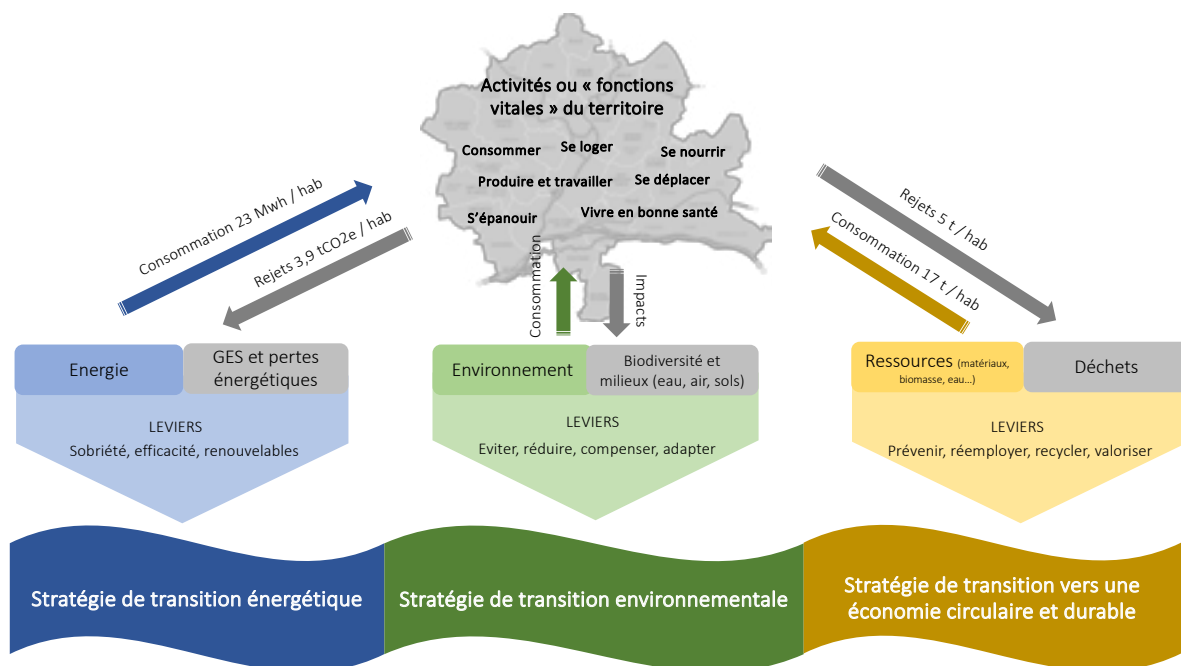 Activités ou « fonctions
vitales » du territoire
Consommer
Se loger
Se nourrir
Produire et travailler
Se déplacer
S'épanouir
Vivre en bonne santé
Consommation 23 Mwh / hab
Rejets 3,9 tCO2e / hab
Consommation
Impacts
Rejets 5 t / hab
Consommation 17 t / hab
Energie
GES et pertes
énergétiques
LEVIERS
Sobriété, efficacité, renouvelables
Environnement
Biodiversité et
milieux (eau, air, sols)
LEVIERS
Eviter, réduire, compenser, adapter
Ressources (matériaux,
biomasse, eau…)
Déchets
LEVIERS
Prévenir, réemployer, recycler, valoriser
Stratégie de transition énergétique
Stratégie de transition environnementale
Stratégie de transition vers une
économie circulaire et durable